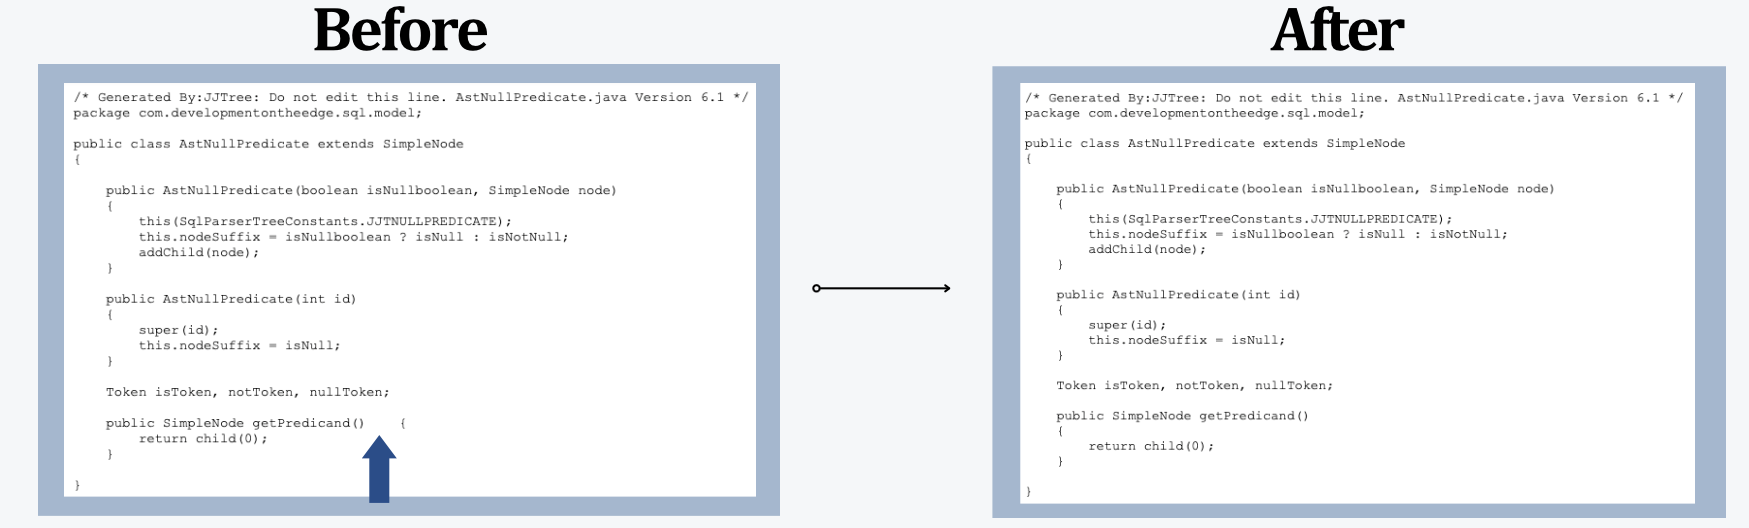 Before
/* Generated By:JJTree: Do not edit this line. AstNullPredicate.java Version 6.1 */
package com.developmentontheedge.sql.model;

public class AstNullPredicate extends SimpleNode
{

    public AstNullPredicate(boolean isNullboolean, SimpleNode node)
    {
        this(SqlParserTreeConstants.JJTNULLPREDICATE);
        this.nodeSuffix = isNullboolean ? isNull : isNotNull;
        addChild(node);
    }

    public AstNullPredicate(int id)
    {
        super(id);
        this.nodeSuffix = isNull;
    }

    Token isToken, notToken, nullToken;

    public SimpleNode getPredicand()    {
        return child(0);
    }

}
After
/* Generated By:JJTree: Do not edit this line. AstNullPredicate.java Version 6.1 */
package com.developmentontheedge.sql.model;

public class AstNullPredicate extends SimpleNode
{

    public AstNullPredicate(boolean isNullboolean, SimpleNode node)
    {
        this(SqlParserTreeConstants.JJTNULLPREDICATE);
        this.nodeSuffix = isNullboolean ? isNull : isNotNull;
        addChild(node);
    }

    public AstNullPredicate(int id)
    {
        super(id);
        this.nodeSuffix = isNull;
    }

    Token isToken, notToken, nullToken;

    public SimpleNode getPredicand()
    {
        return child(0);
    }

}